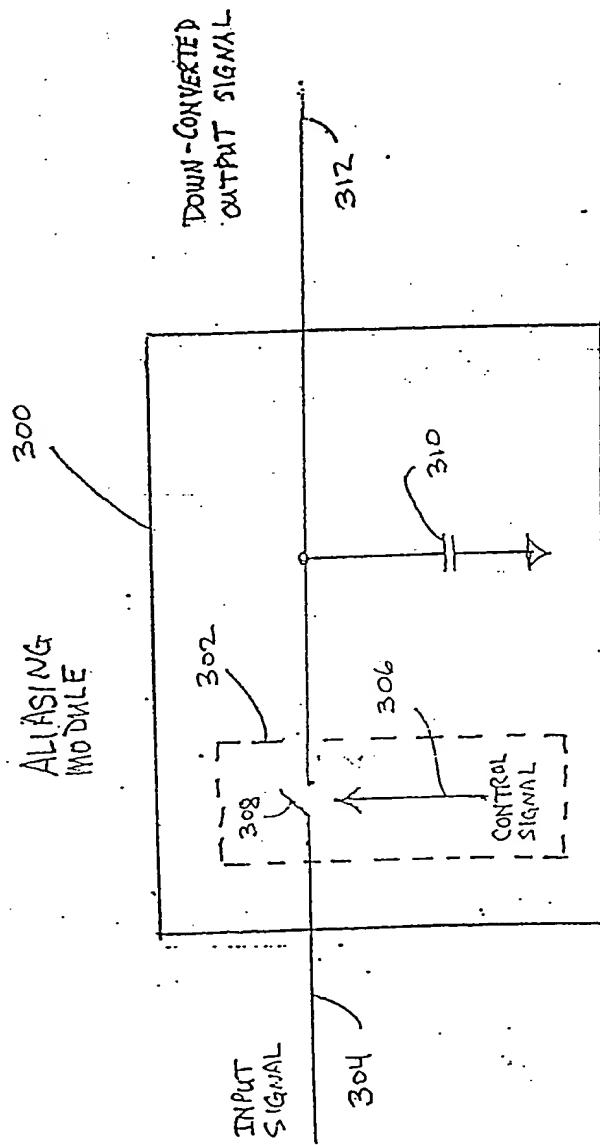 ALIASING
MODULE
300
INPUT
SIGNAL
304
302
308
306
CONTROL
SIGNAL
310
DOWN-CONVERTED
OUTPUT SIGNAL
312